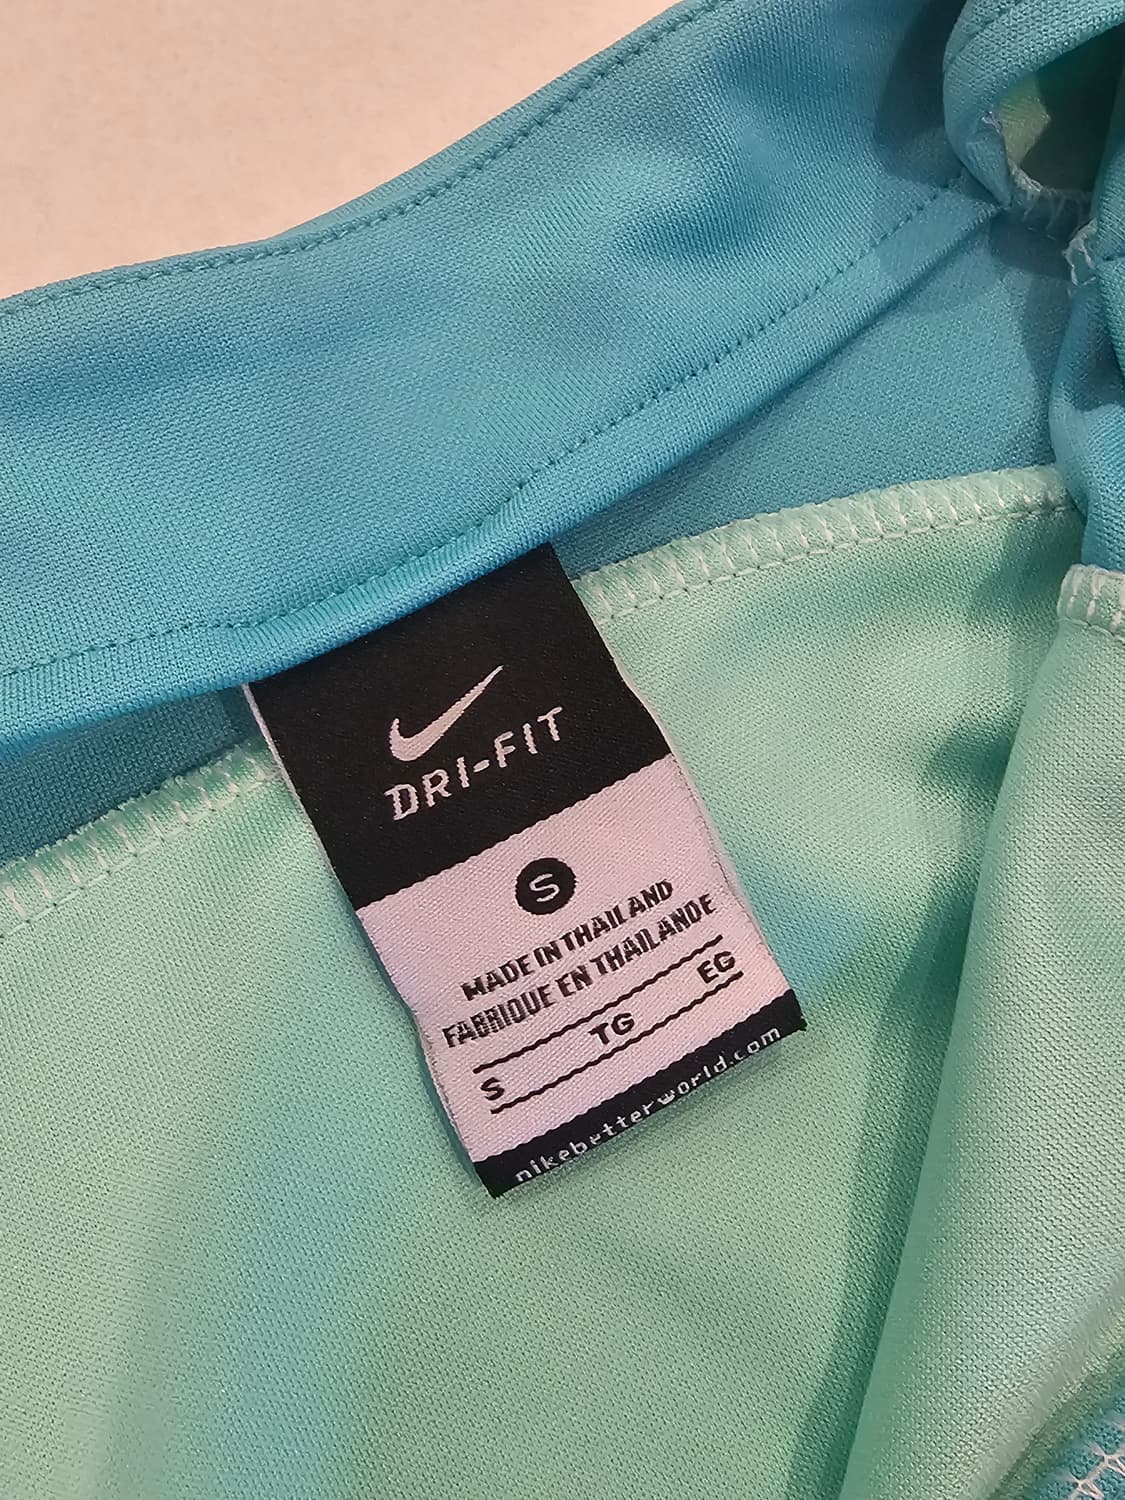 DRI-FIT
S
MADE IN THAILAND
FABRIQUE EN THAILANDE
S TG EG
nikebetterworld.com